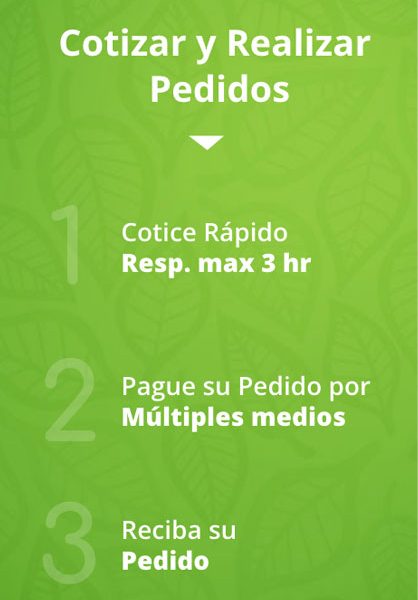 Cotizar y Realizar
Pedidos
1
Cotice Rápido
Resp. max 3 hr
2
Pague su Pedido por
Múltiples medios
3
Reciba su
Pedido